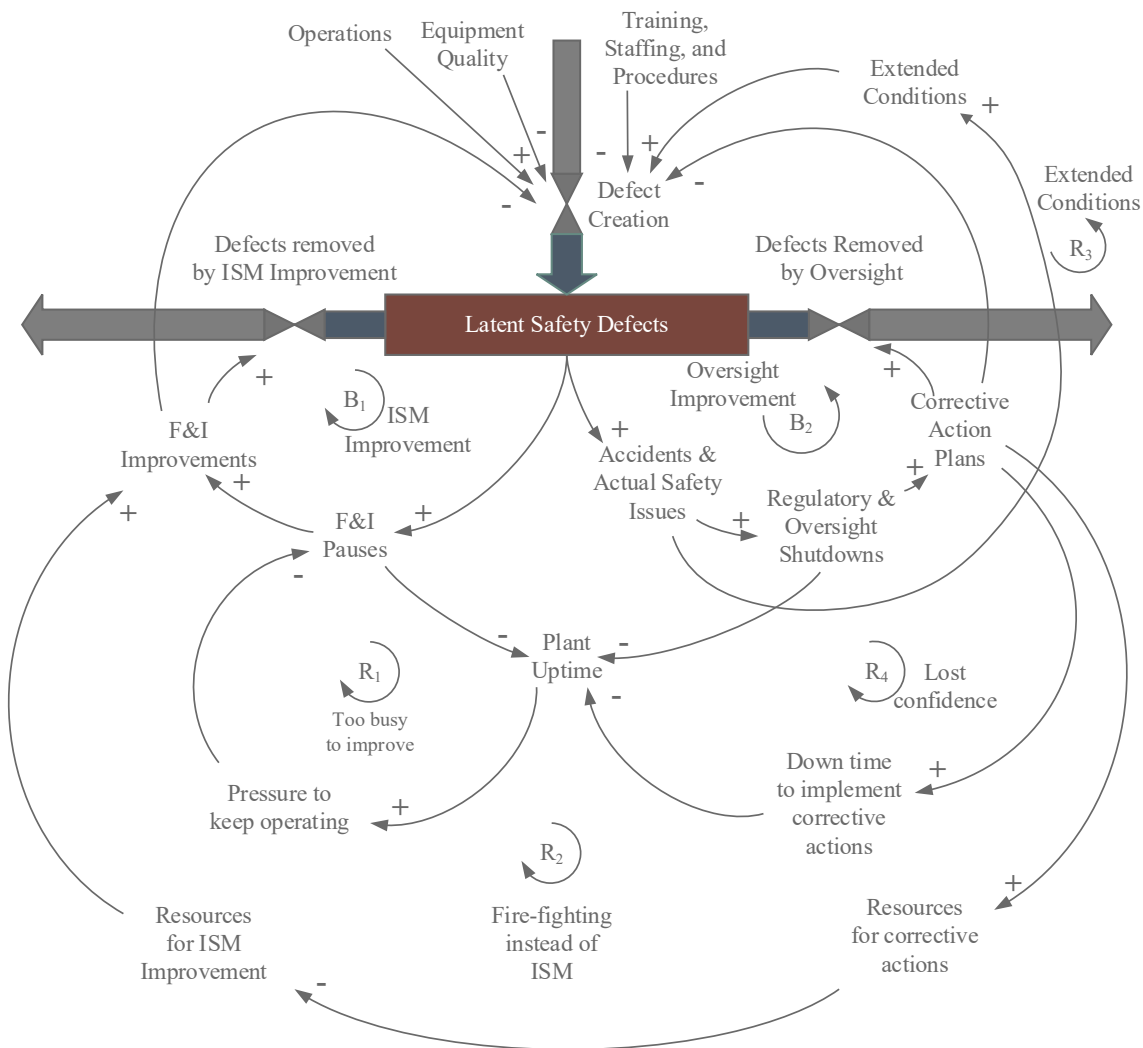 Operations
Equipment
Quality
Training,
Staffing, and
Procedures
Extended
Conditions
+
-
+
-
+
-
-
Defect
Creation
Extended
Conditions
R3
Defects removed
by ISM Improvement
Defects Removed
by Oversight
Latent Safety Defects
+
B1
ISM
Improvement
Oversight
Improvement
B2
+
Corrective
Action
Plans
F&I
Improvements
+
+
+
Accidents &
Actual Safety
Issues
+
Regulatory &
Oversight
Shutdowns
+
F&I
Pauses
+
-
-
Plant
Uptime
-
-
R1
Too busy
to improve
R4
Lost
confidence
Pressure to
keep operating
+
Down time
to implement
corrective
actions
+
R2
Fire-fighting
instead of
ISM
Resources
for ISM
Improvement
-
Resources
for corrective
actions
+